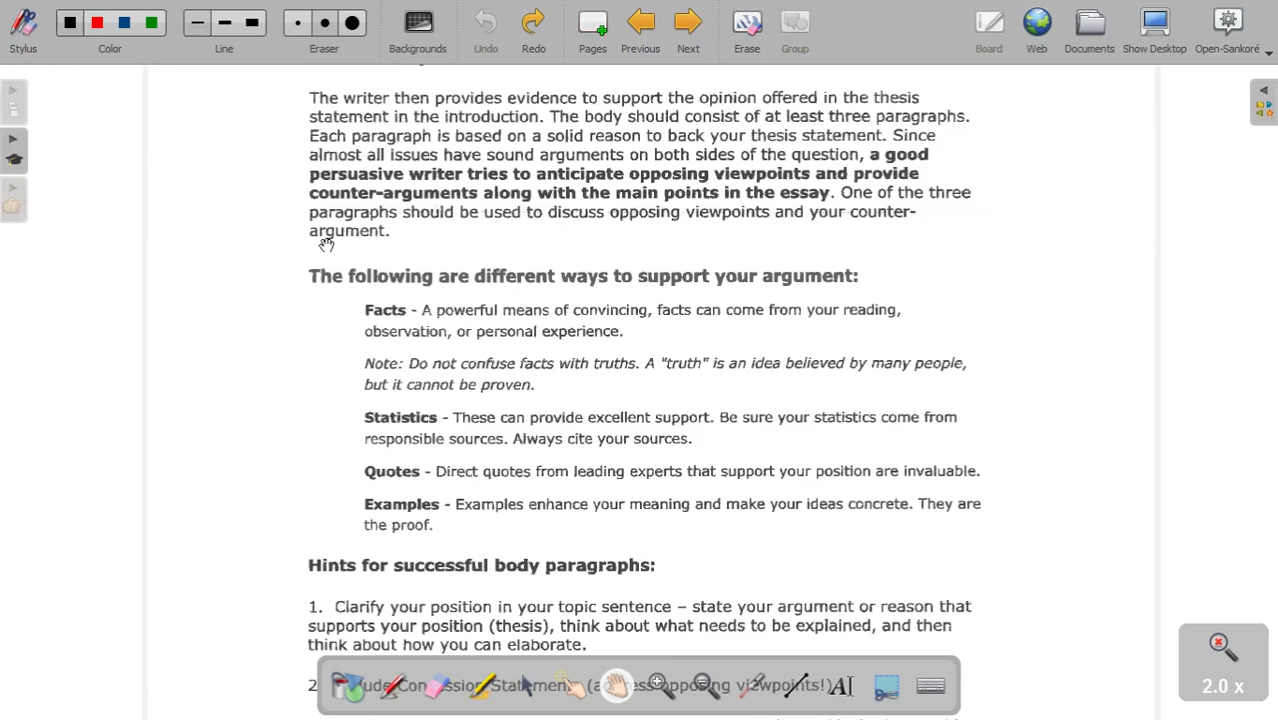 Stylus
Color
Line
Eraser
Backgrounds
Undo
Redo
Pages
Previous
Next
Erase
Group
Board
Web
Documents
Show Desktop
Open-Sankoré
The writer then provides evidence to support the opinion offered in the thesis
statement in the introduction. The body should consist of at least three paragraphs.
Each paragraph is based on a solid reason to back your thesis statement. Since
almost all issues have sound arguments on both sides of the question, a good
persuasive writer tries to anticipate opposing viewpoints and provide
counter-arguments along with the main points in the essay. One of the three
paragraphs should be used to discuss opposing viewpoints and your counter-
argument.
The following are different ways to support your argument:
Facts - A powerful means of convincing, facts can come from your reading,
observation, or personal experience.
Note: Do not confuse facts with truths. A "truth" is an idea believed by many people,
but it cannot be proven.
Statistics - These can provide excellent support. Be sure your statistics come from
responsible sources. Always cite your sources.
Quotes - Direct quotes from leading experts that support your position are invaluable.
Examples - Examples enhance your meaning and make your ideas concrete. They are
the proof.
Hints for successful body paragraphs:
1. Clarify your position in your topic sentence – state your argument or reason that
supports your position (thesis), think about what needs to be explained, and then
think about how you can elaborate.
2 opposing viewpoints!)
2.0 x